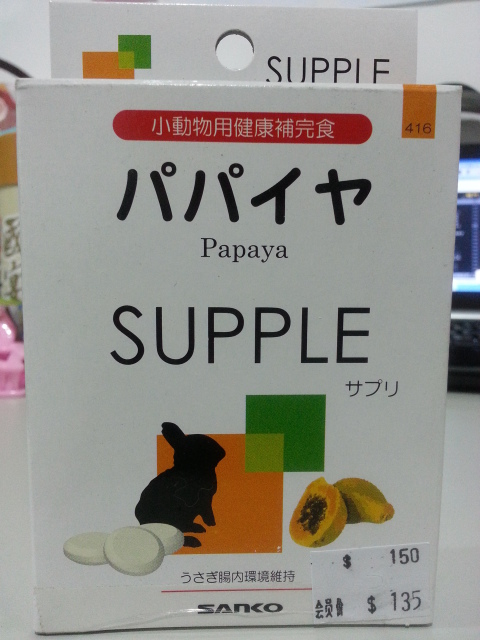 SUPPLE
416
小動物用健康補完食
パパイヤ
Papaya
SUPPLE
サプリ
うさぎ腸内環境維持
SANKO
$ 150
会员價 $ 135